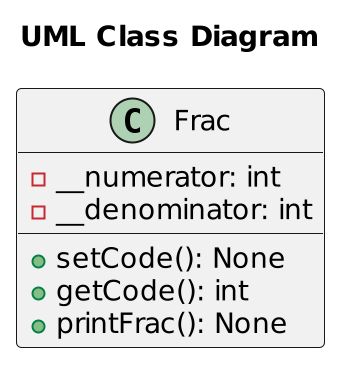 UML Class Diagram
C Frac
__numerator: int
__denominator: int
setCode(): None
getCode(): int
printFrac(): None